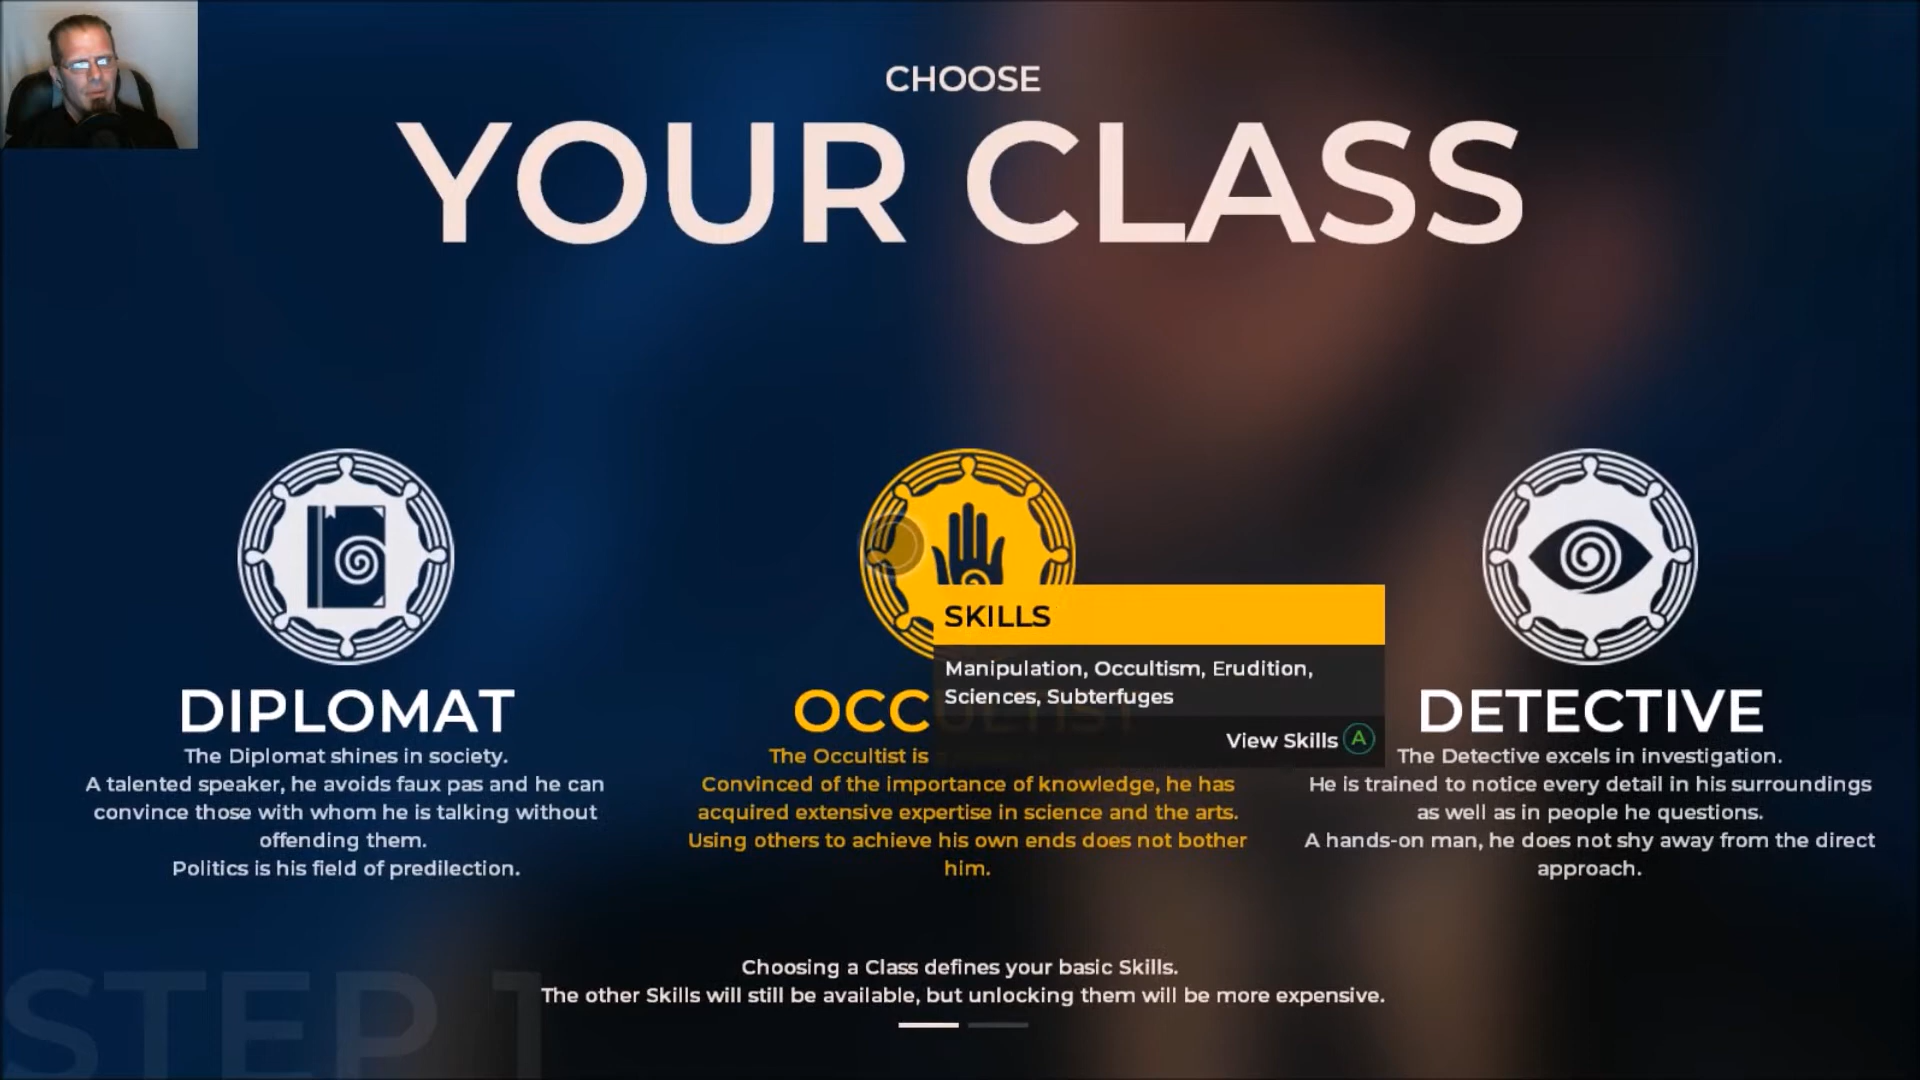 CHOOSE
YOUR CLASS
DIPLOMAT
The Diplomat shines in society.
A talented speaker, he avoids faux pas and he can
convince those with whom he is talking without
offending them.
Politics is his field of predilection.
OCC
The Occultist is
Convinced of the importance of knowledge, he has
acquired extensive expertise in science and the arts.
Using others to achieve his own ends does not bother
him.
SKILLS
Manipulation, Occultism, Erudition,
Sciences, Subterfuges
View Skills A
DETECTIVE
The Detective excels in investigation.
He is trained to notice every detail in his surroundings
as well as in people he questions.
A hands-on man, he does not shy away from the direct
approach.
Choosing a Class defines your basic Skills.
The other Skills will still be available, but unlocking them will be more expensive.
STEP 1